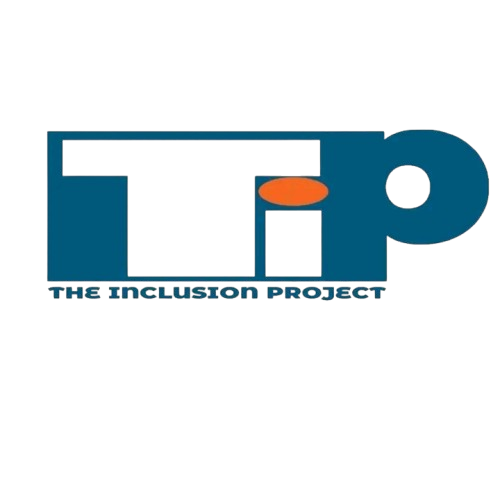 TiP
THE INCLUSION PROJECT